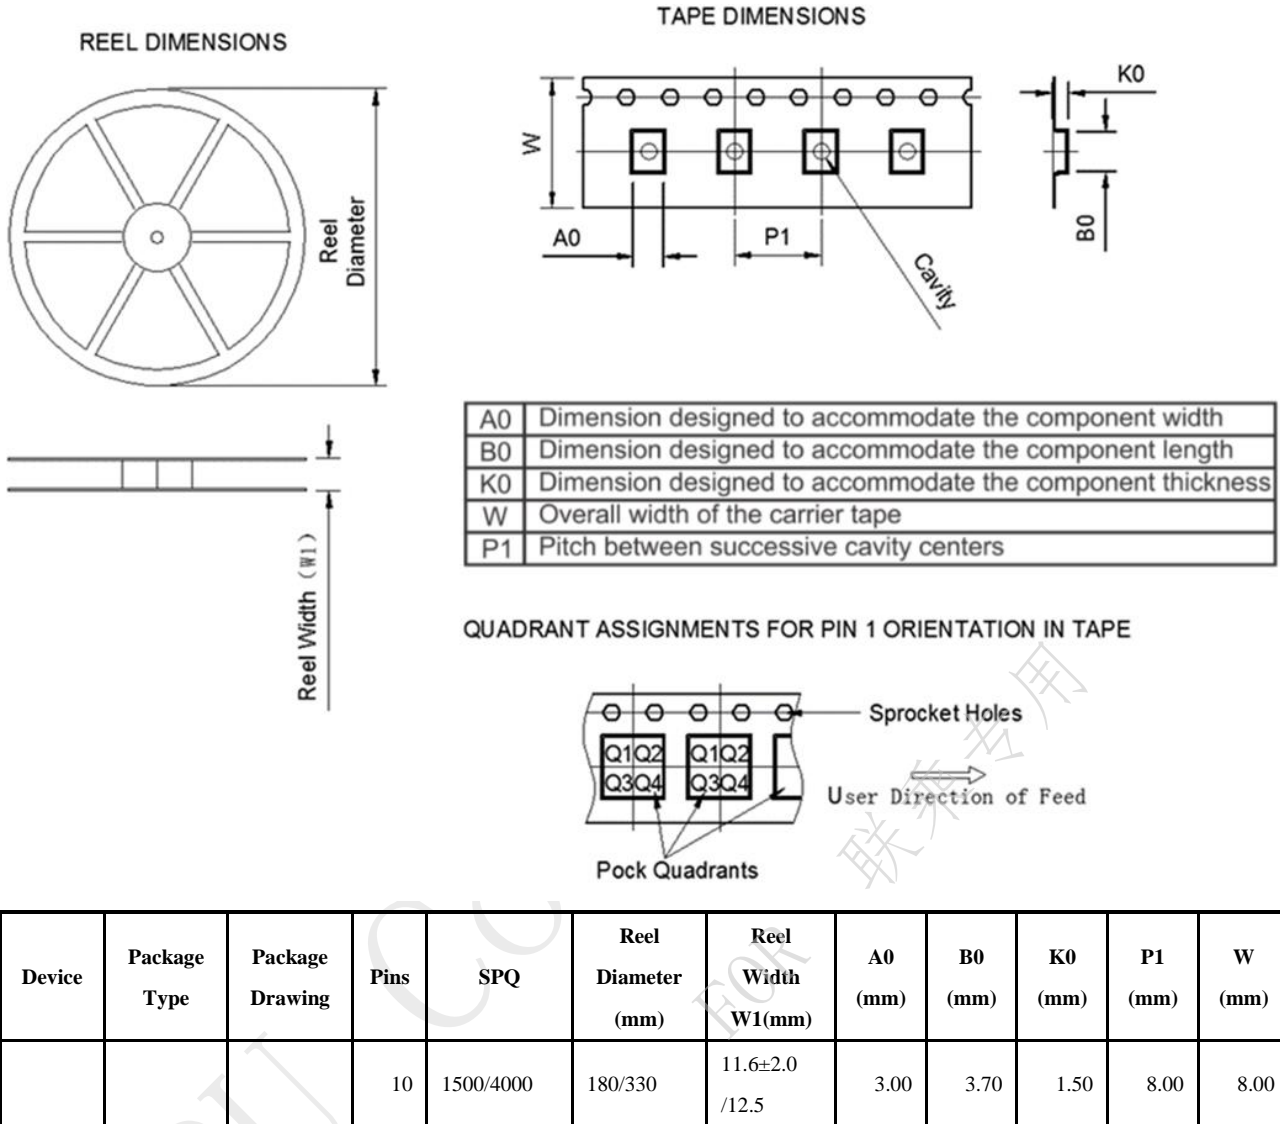 REEL DIMENSIONS
TAPE DIMENSIONS
Reel
Diameter
W
A0
P1
Cavity
K0
B0
Reel Width (W1)
A0 Dimension designed to accommodate the component width
B0 Dimension designed to accommodate the component length
K0 Dimension designed to accommodate the component thickness
W Overall width of the carrier tape
P1 Pitch between successive cavity centers
QUADRANT ASSIGNMENTS FOR PIN 1 ORIENTATION IN TAPE
Sprocket Holes
Q1 Q2 Q1 Q2
Q3 Q4 Q3 Q4
User Direction of Feed
Pock Quadrants
联乘专用
FOR
Device Package Type Package Drawing Pins SPQ Reel Diameter (mm) Reel Width W1(mm) A0 (mm) B0 (mm) K0 (mm) P1 (mm) W (mm)
10 1500/4000 180/330 11.6±2.0 /12.5 3.00 3.70 1.50 8.00 8.00